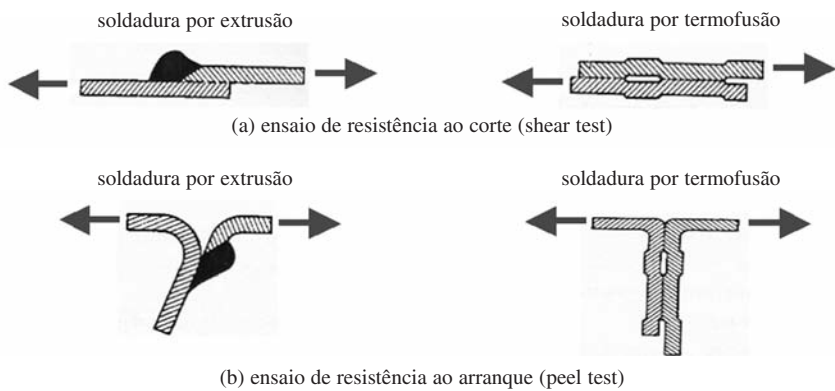 soldadura por extrusão
soldadura por termofusão
(a) ensaio de resistência ao corte (shear test)
soldadura por extrusão
soldadura por termofusão
(b) ensaio de resistência ao arranque (peel test)